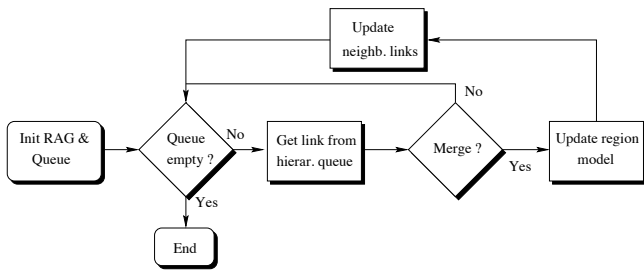 Update
neighb. links
No
Init RAG &
Queue
Queue
empty ?
No
Get link from
hierar. queue
Merge ?
Yes
Update region
model
Yes
End